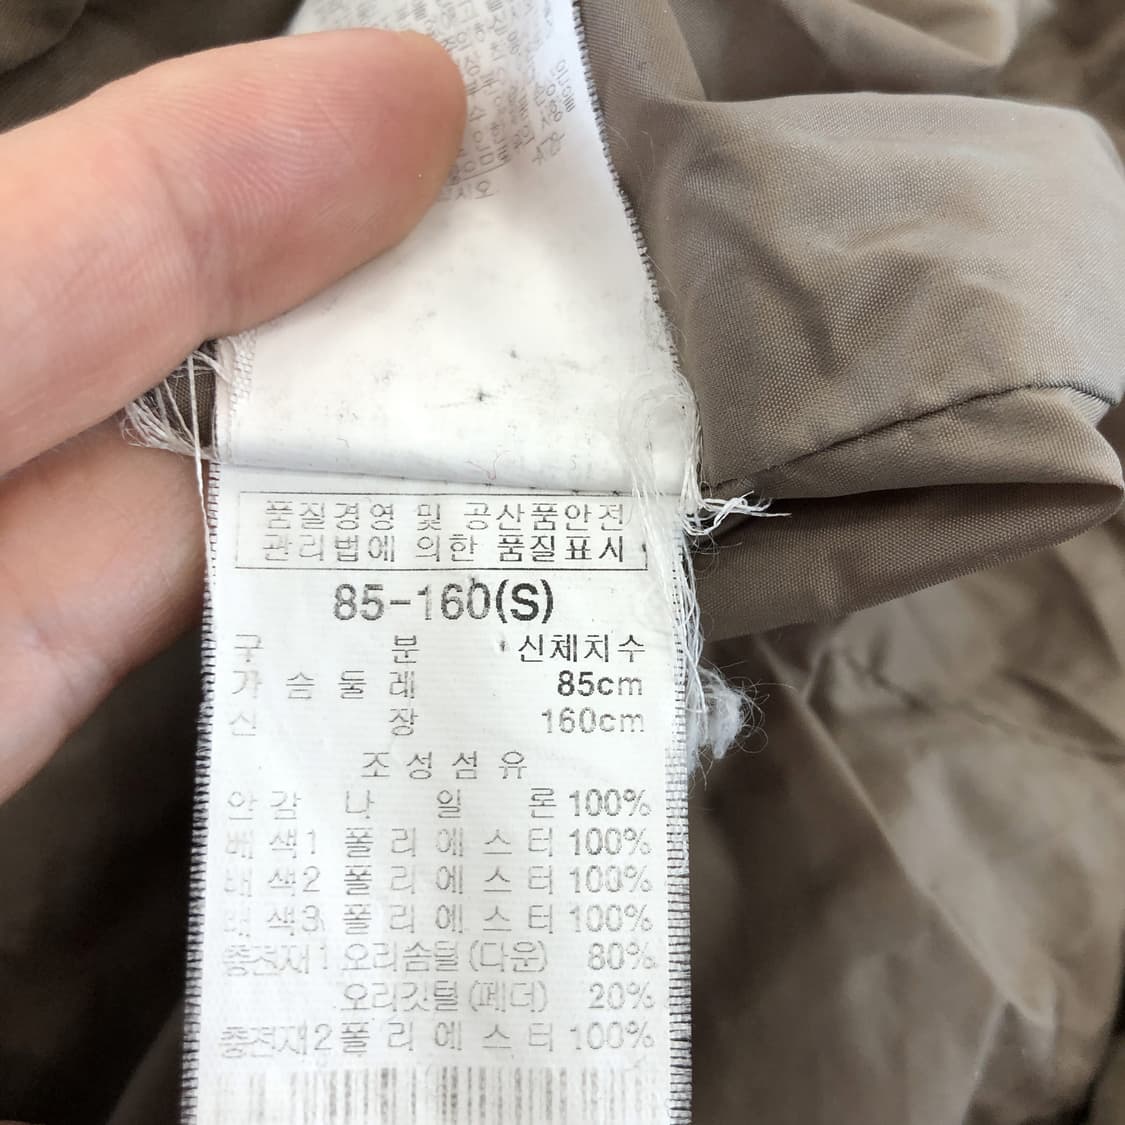 품질경영 및 공산품안전
관리법에 의한 품질표시
85-160(S)
구 분 신체치수
가 슴 둘 레 85cm
신 장 160cm
조 성 섬 유
안 감 나 일 론 100%
배 색1 폴 리 에 스 터 100%
배 색2 폴 리 에 스 터 100%
배 색3 폴 리 에 스 터 100%
충전재1 오리솜털(다운) 80%
오리깃털(페더) 20%
충전재2 폴 리 에 스 터 100%